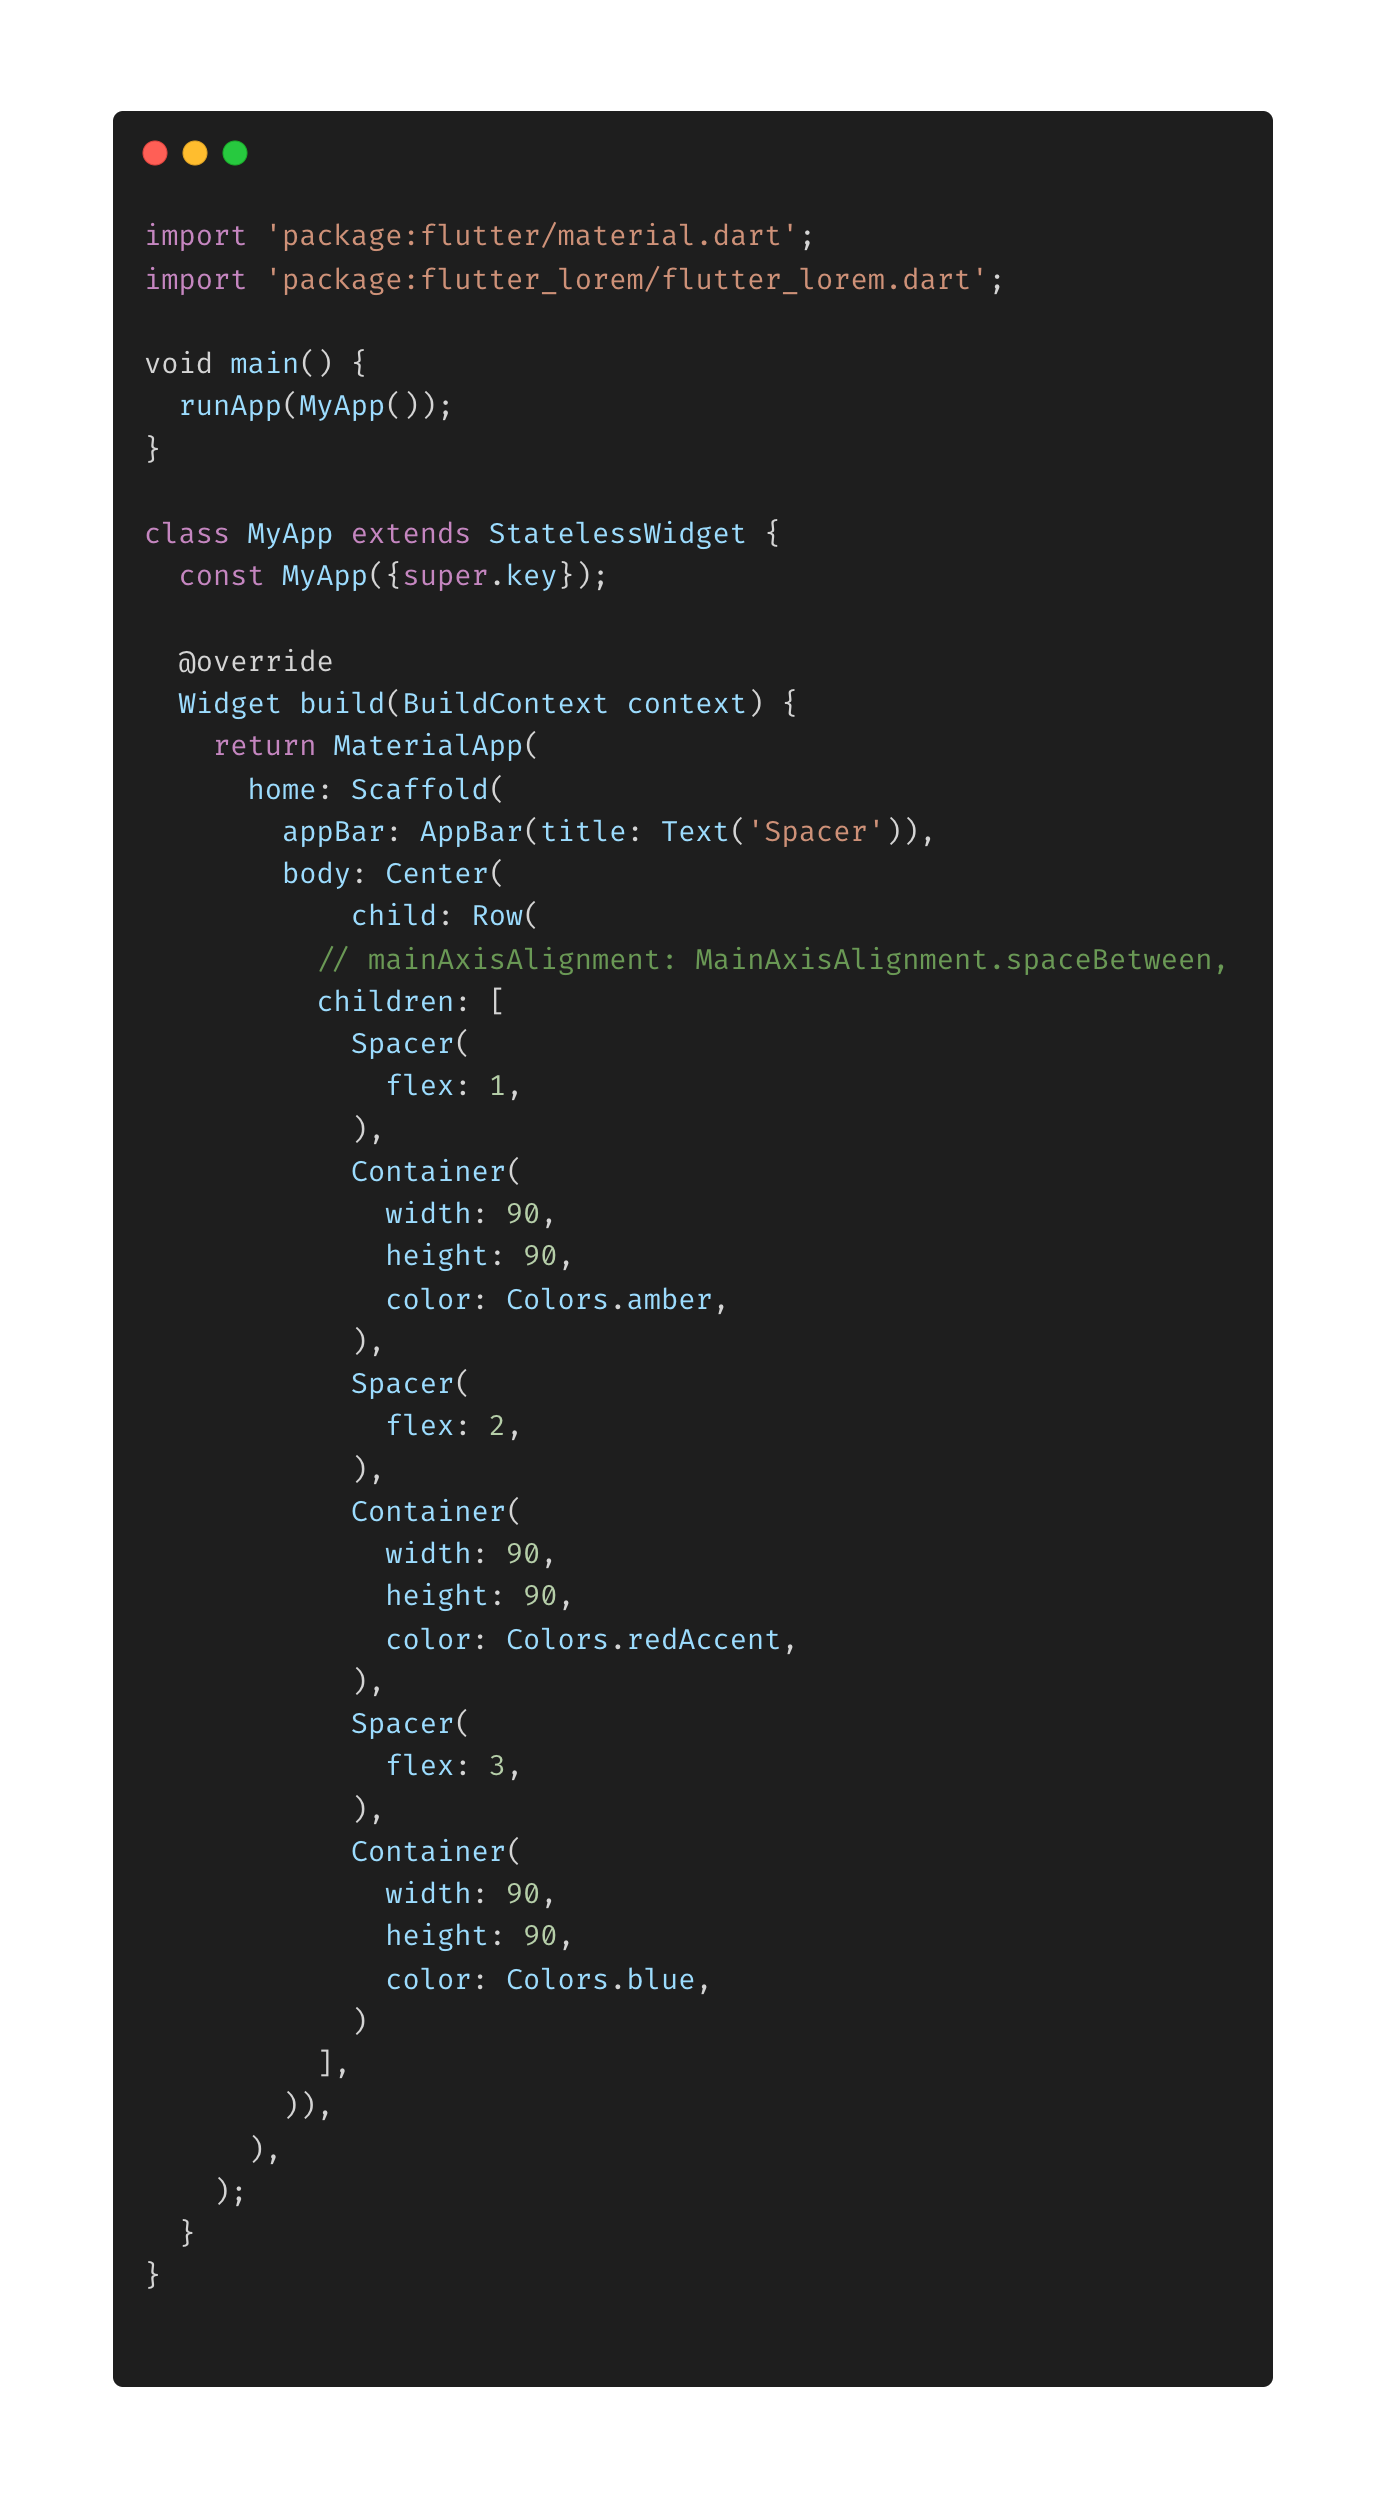 import 'package:flutter/material.dart';
import 'package:flutter_lorem/flutter_lorem.dart';

void main() {
  runApp(MyApp());
}

class MyApp extends StatelessWidget {
  const MyApp({super.key});

  @override
  Widget build(BuildContext context) {
    return MaterialApp(
      home: Scaffold(
        appBar: AppBar(title: Text('Spacer')),
        body: Center(
            child: Row(
          // mainAxisAlignment: MainAxisAlignment.spaceBetween,
          children: [
            Spacer(
              flex: 1,
            ),
            Container(
              width: 90,
              height: 90,
              color: Colors.amber,
            ),
            Spacer(
              flex: 2,
            ),
            Container(
              width: 90,
              height: 90,
              color: Colors.redAccent,
            ),
            Spacer(
              flex: 3,
            ),
            Container(
              width: 90,
              height: 90,
              color: Colors.blue,
            )
          ],
        )),
      ),
    );
  }
}